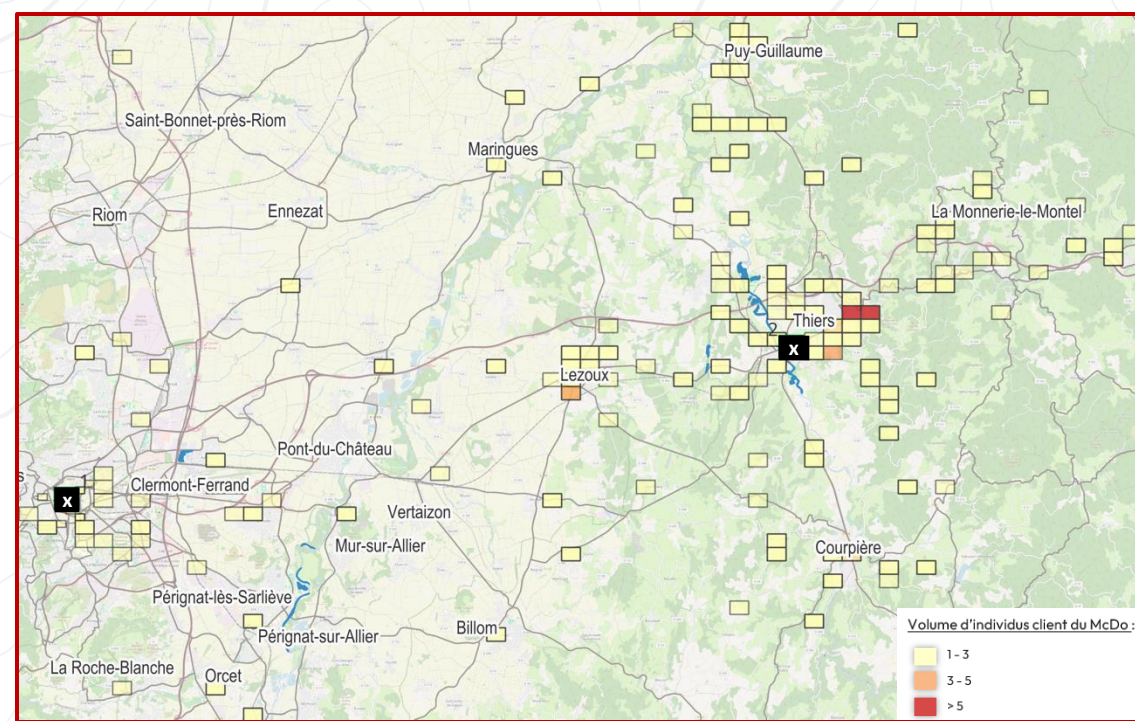 Puy-Guillaume
Saint-Bonnet-près-Riom
Maringues
Riom
Ennezat
La Monnerie-le-Montel
Thiers
2
x
Lezoux
Pont-du-Château
s
1
Clermont-Ferrand
x
Vertaizon
Mur-sur-Allier
Courpière
Pérignat-lès-Sarliève
Pérignat-sur-Allier
Billom
La Roche-Blanche
Orcet
Volume d'individus client du McDo :
1 - 3
3 - 5
> 5